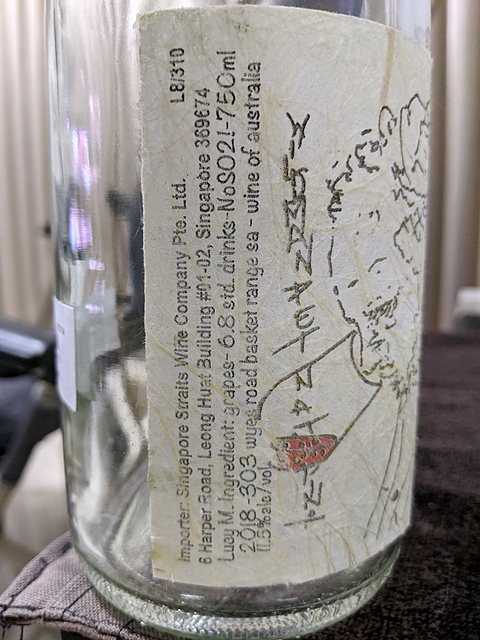 Importer: Singapore Straits Wine Company Pte. Ltd. L8/310
6 Harper Road, Leong Huat Building #01-02, Singapore 369674
Lucy M. Ingredient: grapes- 6.8 std. drinks-NoSO21-750ml
2018 -303 wyes road basket range sa - wine of australia
11.5%alc/vol.